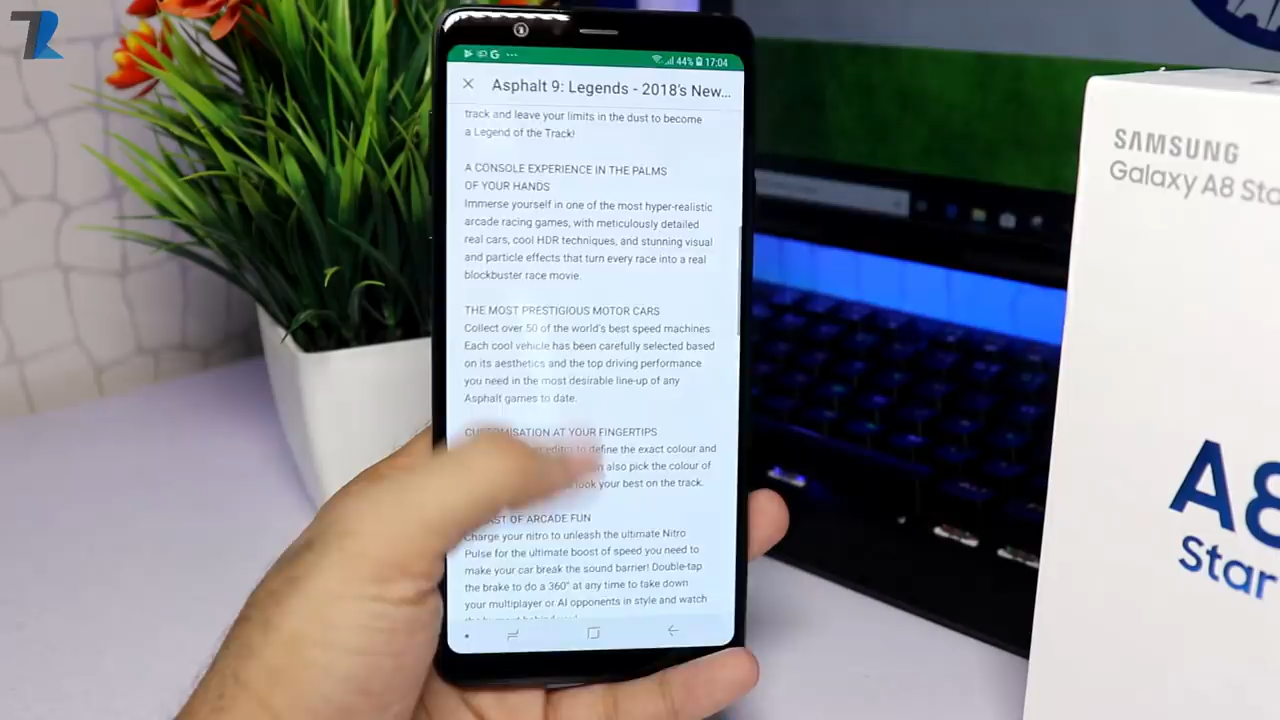 44% 17:04
Asphalt 9: Legends - 2018's New...
track and leave your limits in the dust to become
a Legend of the Track!
A CONSOLE EXPERIENCE IN THE PALMS
OF YOUR HANDS
Immerse yourself in one of the most hyper-realistic
arcade racing games, with meticulously detailed
real cars, cool HDR techniques, and stunning visual
and particle effects that turn every race into a real
blockbuster race movie.
THE MOST PRESTIGIOUS MOTOR CARS
Collect over 50 of the world's best speed machines.
Each cool vehicle has been carefully selected based
on its aesthetics and the top driving performance
you need in the most desirable line-up of any
Asphalt games to date.
CUSTOMISATION AT YOUR FINGERTIPS
editor to define the exact colour and
also pick the colour of
look your best on the track.
OF ARCADE FUN
Charge your nitro to unleash the ultimate Nitro
Pulse for the ultimate boost of speed you need to
make your car break the sound barrier! Double-tap
the brake to do a 360° at any time to take down
your multiplayer or AI opponents in style and watch
SAMSUNG
Galaxy A8 Sta
A8
Star